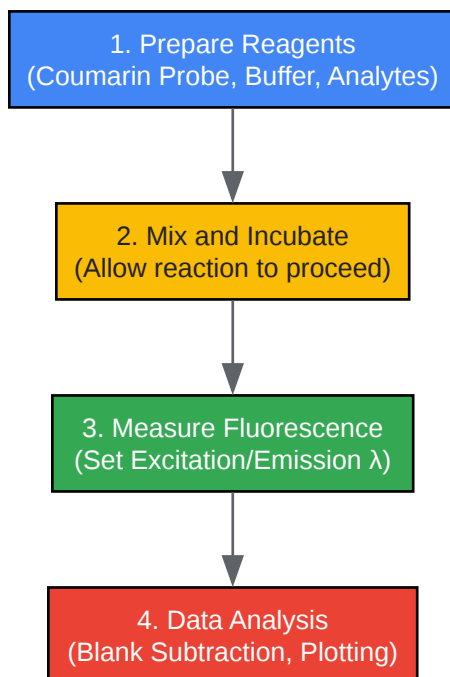 1. Prepare Reagents
(Coumarin Probe, Buffer, Analytes)
2. Mix and Incubate
(Allow reaction to proceed)
3. Measure Fluorescence
(Set Excitation/Emission λ)
4. Data Analysis
(Blank Subtraction, Plotting)